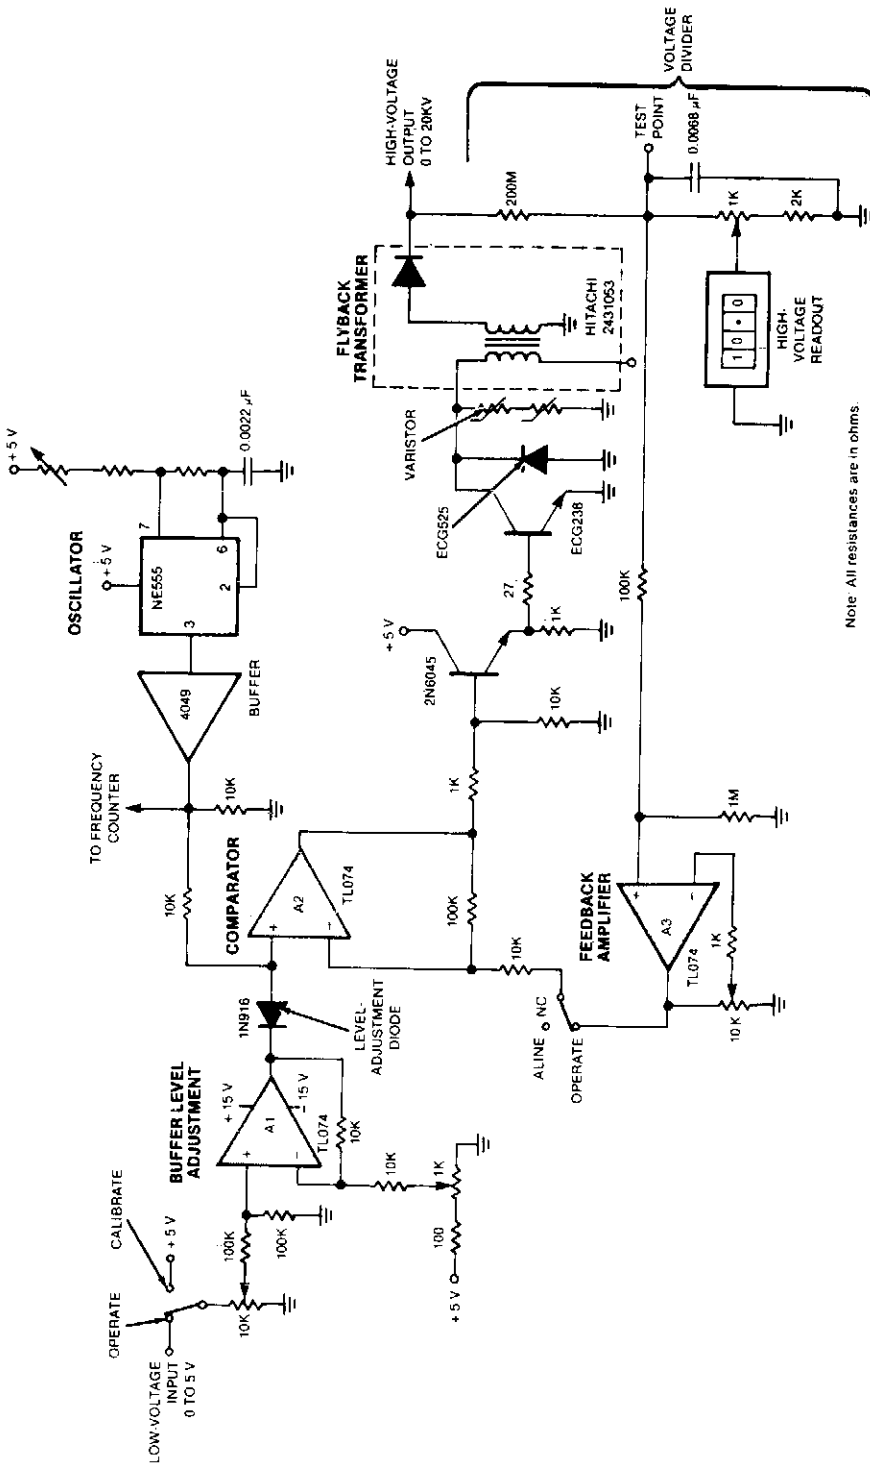 LOW-VOLTAGE
INPUT
0 TO 5 V
OPERATE
CALIBRATE
+ 5 V
10K
100K
100K
BUFFER LEVEL
ADJUSTMENT
+ 15 V
+
A1
−
− 15 V
TL074
10K
10K
1K
100
+ 5 V
1N916
LEVEL-
ADJUSTMENT
DIODE
TO FREQUENCY
COUNTER
10K
10K
COMPARATOR
+
A2
−
TL074
100K
10K
1K
ALINE
NC
OPERATE
4049
BUFFER
OSCILLATOR
+ 5 V
NE555
3
7
6
2
+ 5 V
0.0022 µF
+ 5 V
2N6045
10K
1K
27
ECG238
ECG525
VARISTOR
FLYBACK
TRANSFORMER
HITACHI
2431053
HIGH-VOLTAGE
OUTPUT
0 TO 20KV
200M
VOLTAGE
DIVIDER
TEST
POINT
0.0068 µF
1K
2K
1 0 • 0
HIGH-
VOLTAGE
READOUT
100K
1M
FEEDBACK
AMPLIFIER
+
A3
−
TL074
1K
10 K
Note: All resistances are in ohms.